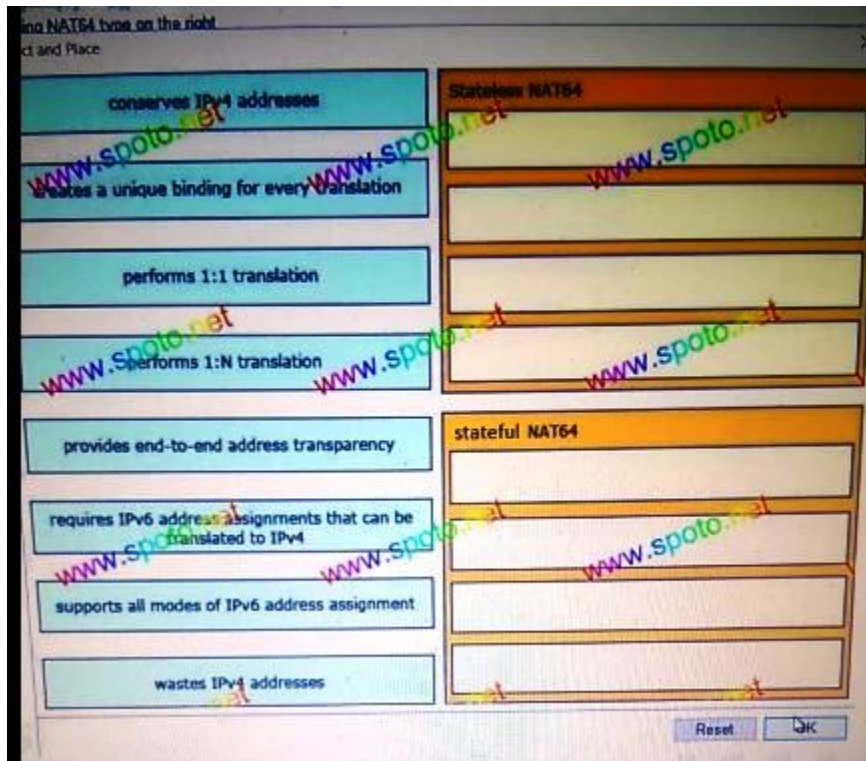 ing NAT64 type on the right
ct and Place
conserves IPv4 addresses
Stateless NAT64
www.spoto.net
www.spoto.net
www.spoto.net
creates a unique binding for every translation
performs 1:1 translation
performs 1:N translation
www.spoto.net
www.spoto.net
www.spoto.net
provides end-to-end address transparency
stateful NAT64
requires IPv6 address assignments that can be
translated to IPv4
www.spoto.net
www.spoto.net
www.spoto.net
supports all modes of IPv6 address assignment
wastes IPv4 addresses
et
et
et
Reset
OK